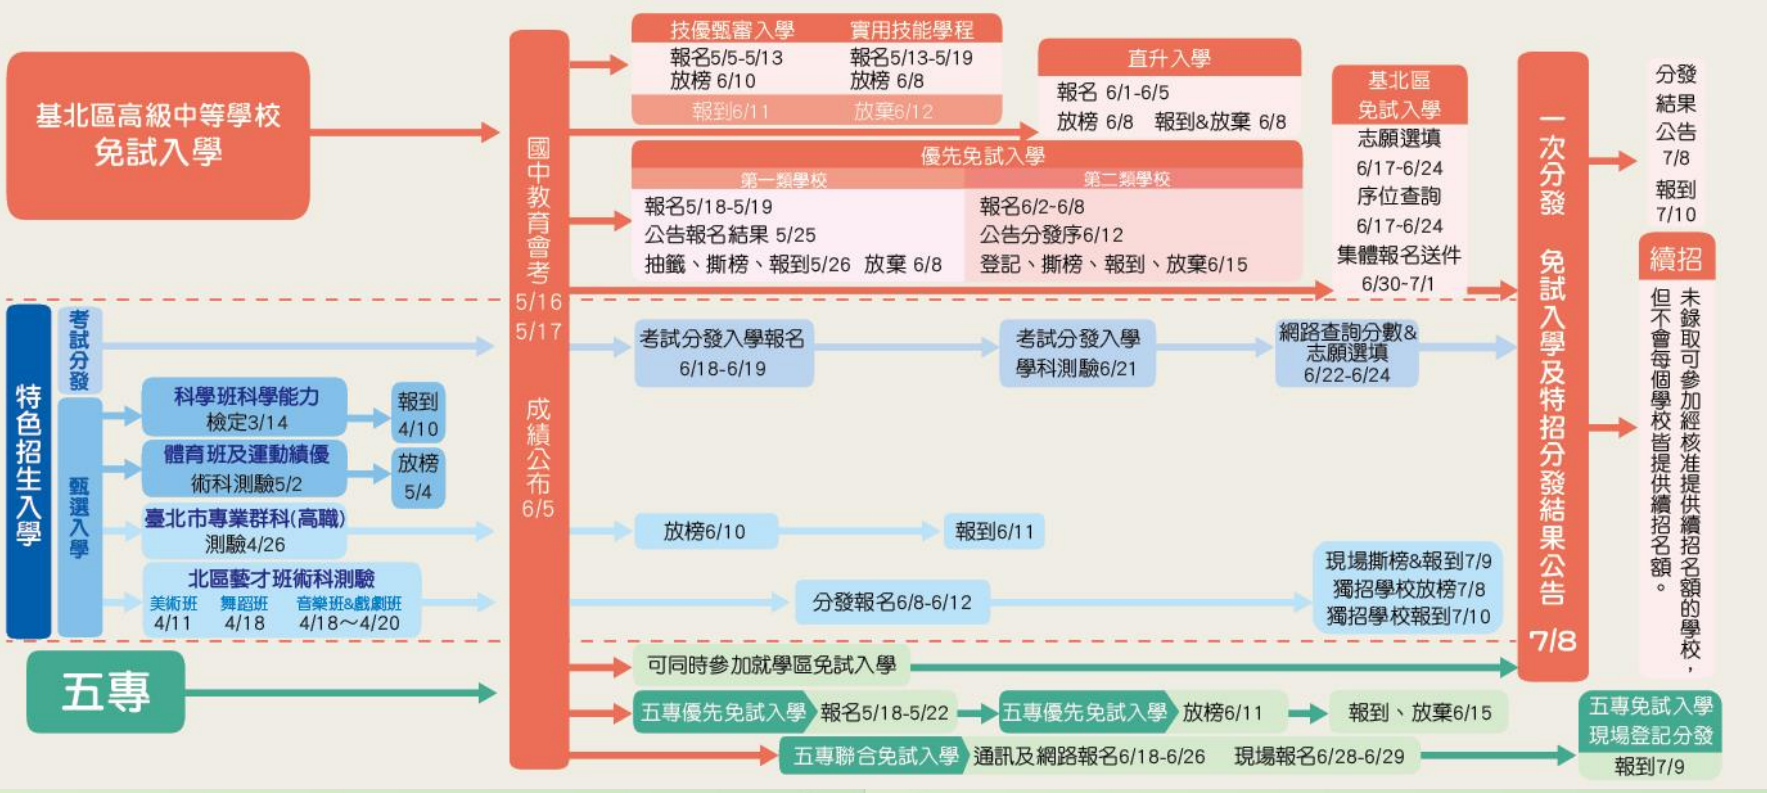 基北區高級中等學校
免試入學
國中教育會考
5/16
5/17
成績公布
6/5
技優甄審入學 實用技能學程
報名5/5-5/13 報名5/13-5/19
放榜 6/10 放榜 6/8
報到6/11 放棄6/12
直升入學
報名 6/1-6/5
放榜 6/8 報到&放棄 6/8
優先免試入學
第一類學校 第二類學校
報名5/18-5/19 報名6/2-6/8
公告報名結果 5/25 公告分發序6/12
抽籤、撕榜、報到5/26 放棄 6/8 登記、撕榜、報到、放棄6/15
基北區
免試入學
志願選填
6/17-6/24
序位查詢
6/17-6/24
集體報名送件
6/30-7/1
一次分發 免試入學及特招分發結果公告
7/8
分發
結果
公告
7/8
報到
7/10
續招
未錄取可參加經核准提供續招名額的學校，
但不會每個學校皆提供續招名額。
特色招生入學
考試分發
考試分發入學報名
6/18-6/19
考試分發入學
學科測驗6/21
網路查詢分數&
志願選填
6/22-6/24
甄選入學
科學班科學能力
檢定3/14
報到
4/10
體育班及運動績優
術科測驗5/2
放榜
5/4
臺北市專業群科(高職)
測驗4/26
放榜6/10
報到6/11
北區藝才班術科測驗
美術班 舞蹈班 音樂班&戲劇班
4/11 4/18 4/18～4/20
分發報名6/8-6/12
現場撕榜&報到7/9
獨招學校放榜7/8
獨招學校報到7/10
五專
可同時參加就學區免試入學
五專優先免試入學 報名5/18-5/22
五專優先免試入學 放榜6/11
報到、放棄6/15
五專聯合免試入學 通訊及網路報名6/18-6/26 現場報名6/28-6/29
五專免試入學
現場登記分發
報到7/9